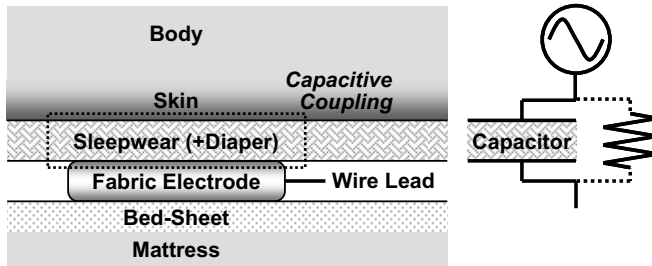 Body
Skin
Capacitive
Coupling
Sleepwear (+Diaper)
Fabric Electrode
Wire Lead
Bed-Sheet
Mattress
Capacitor